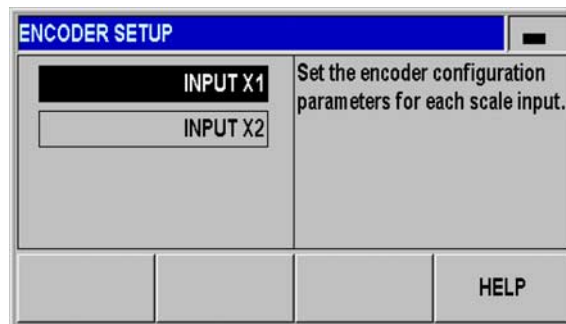 ENCODER SETUP
INPUT X1
INPUT X2
Set the encoder configuration
parameters for each scale input.
HELP